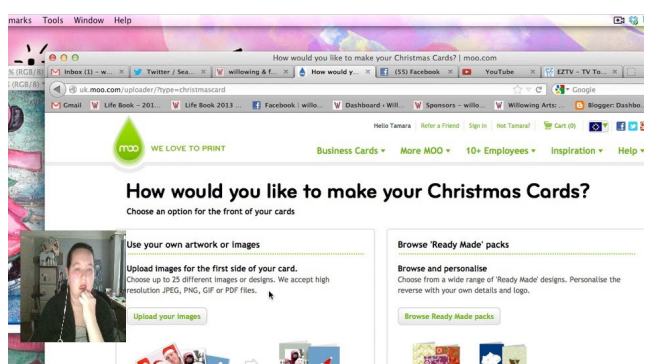 marks Tools Window Help
How would you like to make your Christmas Cards? | moo.com
% (RGB/8) Inbox (1) – w... Twitter / Sea... willowing & f... How would y... (55) Facebook YouTube EZTV - TV To...
(RGB/8)
uk.moo.com/uploader/?type=christmascard Google
Gmail Life Book - 201... Life Book 2013 ... Facebook | willo... Dashboard ‹ Will... Sponsors - willo... Willowing Arts: ... Blogger: Dashbo...
Hello Tamara Refer a Friend Sign in Not Tamara? Cart (0)
moo WE LOVE TO PRINT
Business Cards More MOO 10+ Employees Inspiration Help
How would you like to make your Christmas Cards?
Choose an option for the front of your cards
Use your own artwork or images
Upload images for the first side of your card.
Choose up to 25 different images or designs. We accept high
resolution JPEG, PNG, GIF or PDF files.
Upload your images
Browse 'Ready Made' packs
Browse and personalise
Choose from a wide range of 'Ready Made' designs. Personalise the
reverse with your own details and logo.
Browse Ready Made packs